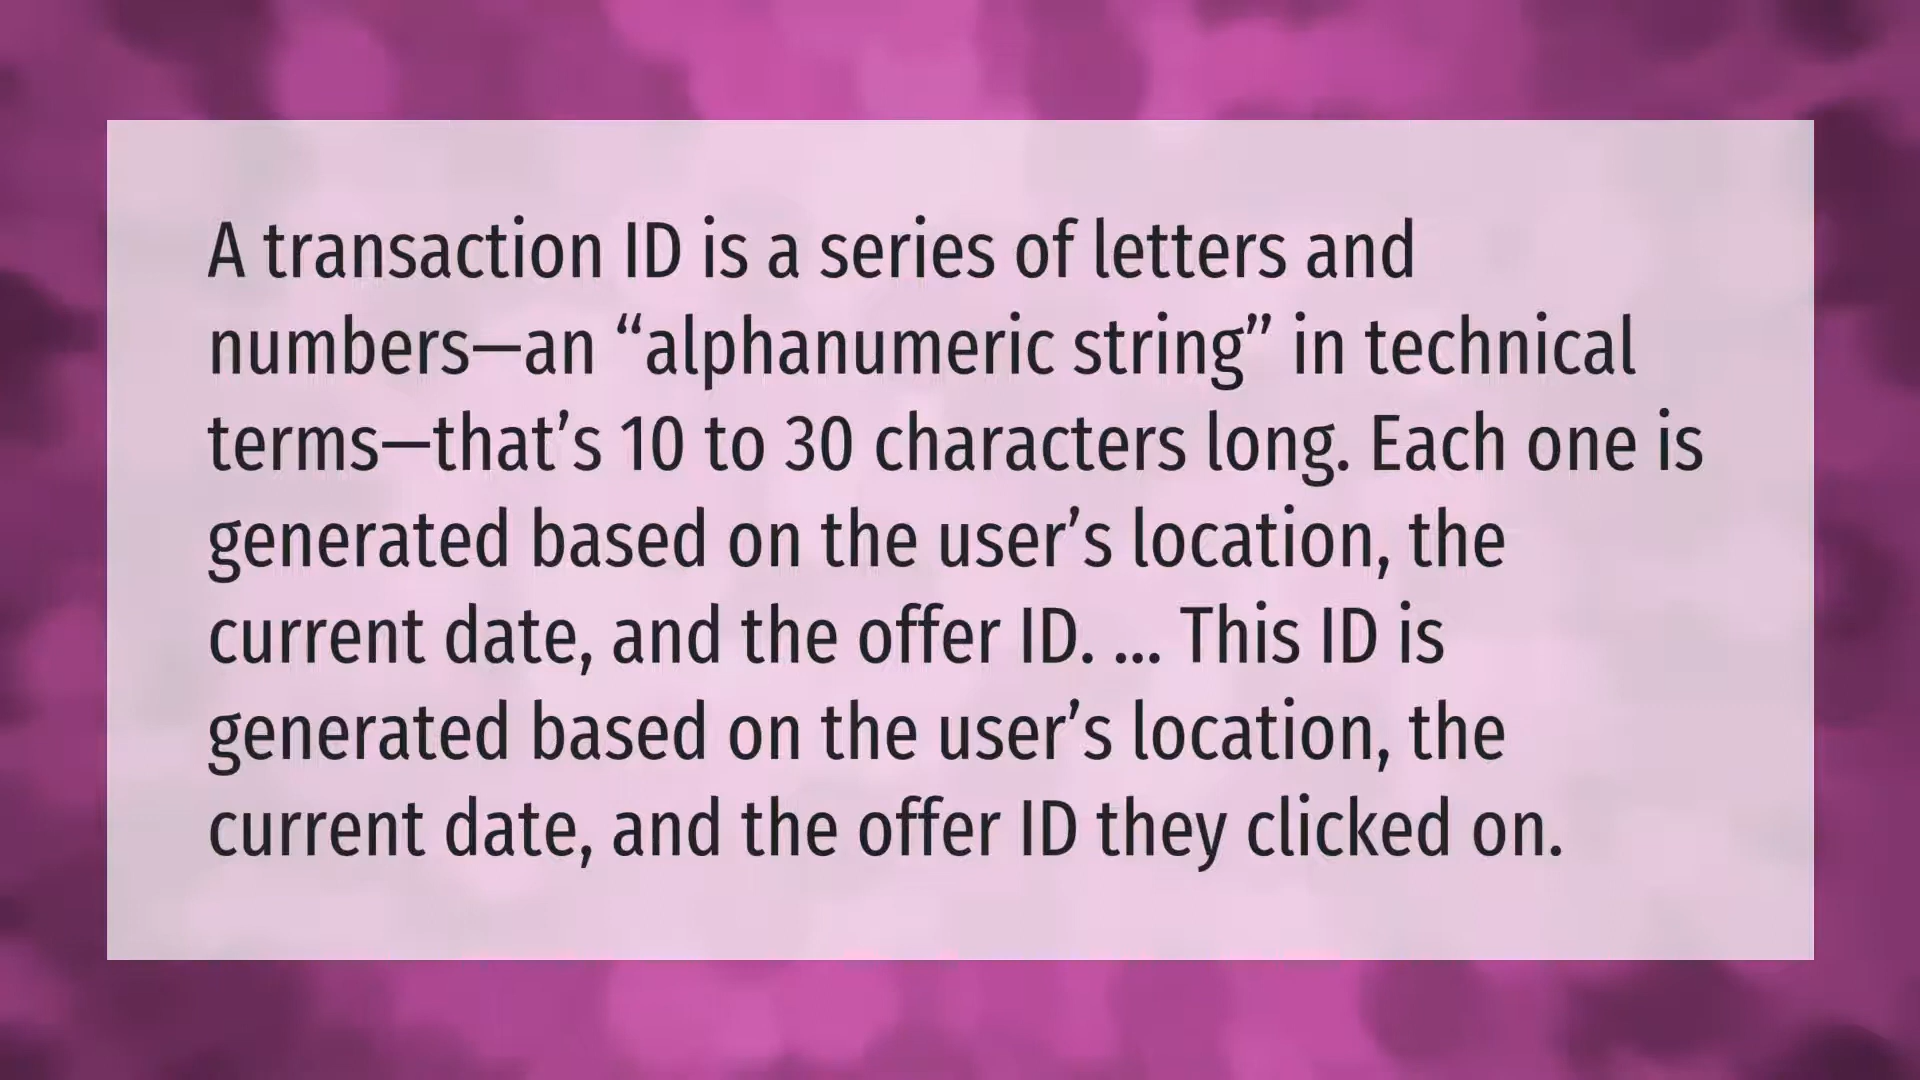 A transaction ID is a series of letters and
numbers—an “alphanumeric string” in technical
terms—that’s 10 to 30 characters long. Each one is
generated based on the user’s location, the
current date, and the offer ID. ... This ID is
generated based on the user’s location, the
current date, and the offer ID they clicked on.